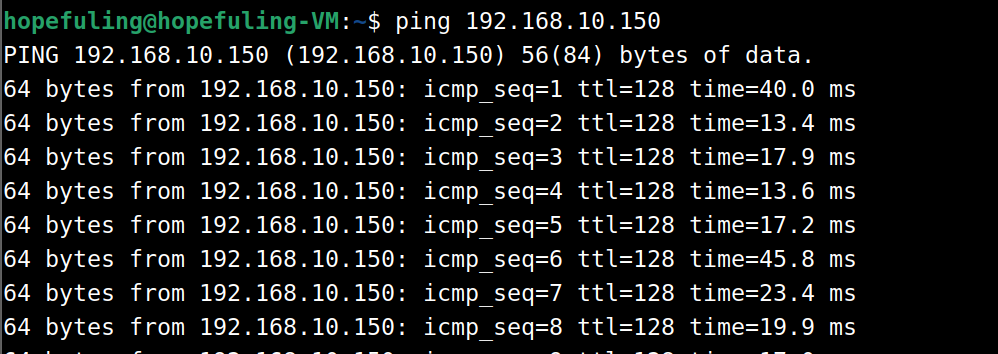 hopefuling@hopefuling-VM:~$ ping 192.168.10.150
PING 192.168.10.150 (192.168.10.150) 56(84) bytes of data.
64 bytes from 192.168.10.150: icmp_seq=1 ttl=128 time=40.0 ms
64 bytes from 192.168.10.150: icmp_seq=2 ttl=128 time=13.4 ms
64 bytes from 192.168.10.150: icmp_seq=3 ttl=128 time=17.9 ms
64 bytes from 192.168.10.150: icmp_seq=4 ttl=128 time=13.6 ms
64 bytes from 192.168.10.150: icmp_seq=5 ttl=128 time=17.2 ms
64 bytes from 192.168.10.150: icmp_seq=6 ttl=128 time=45.8 ms
64 bytes from 192.168.10.150: icmp_seq=7 ttl=128 time=23.4 ms
64 bytes from 192.168.10.150: icmp_seq=8 ttl=128 time=19.9 ms